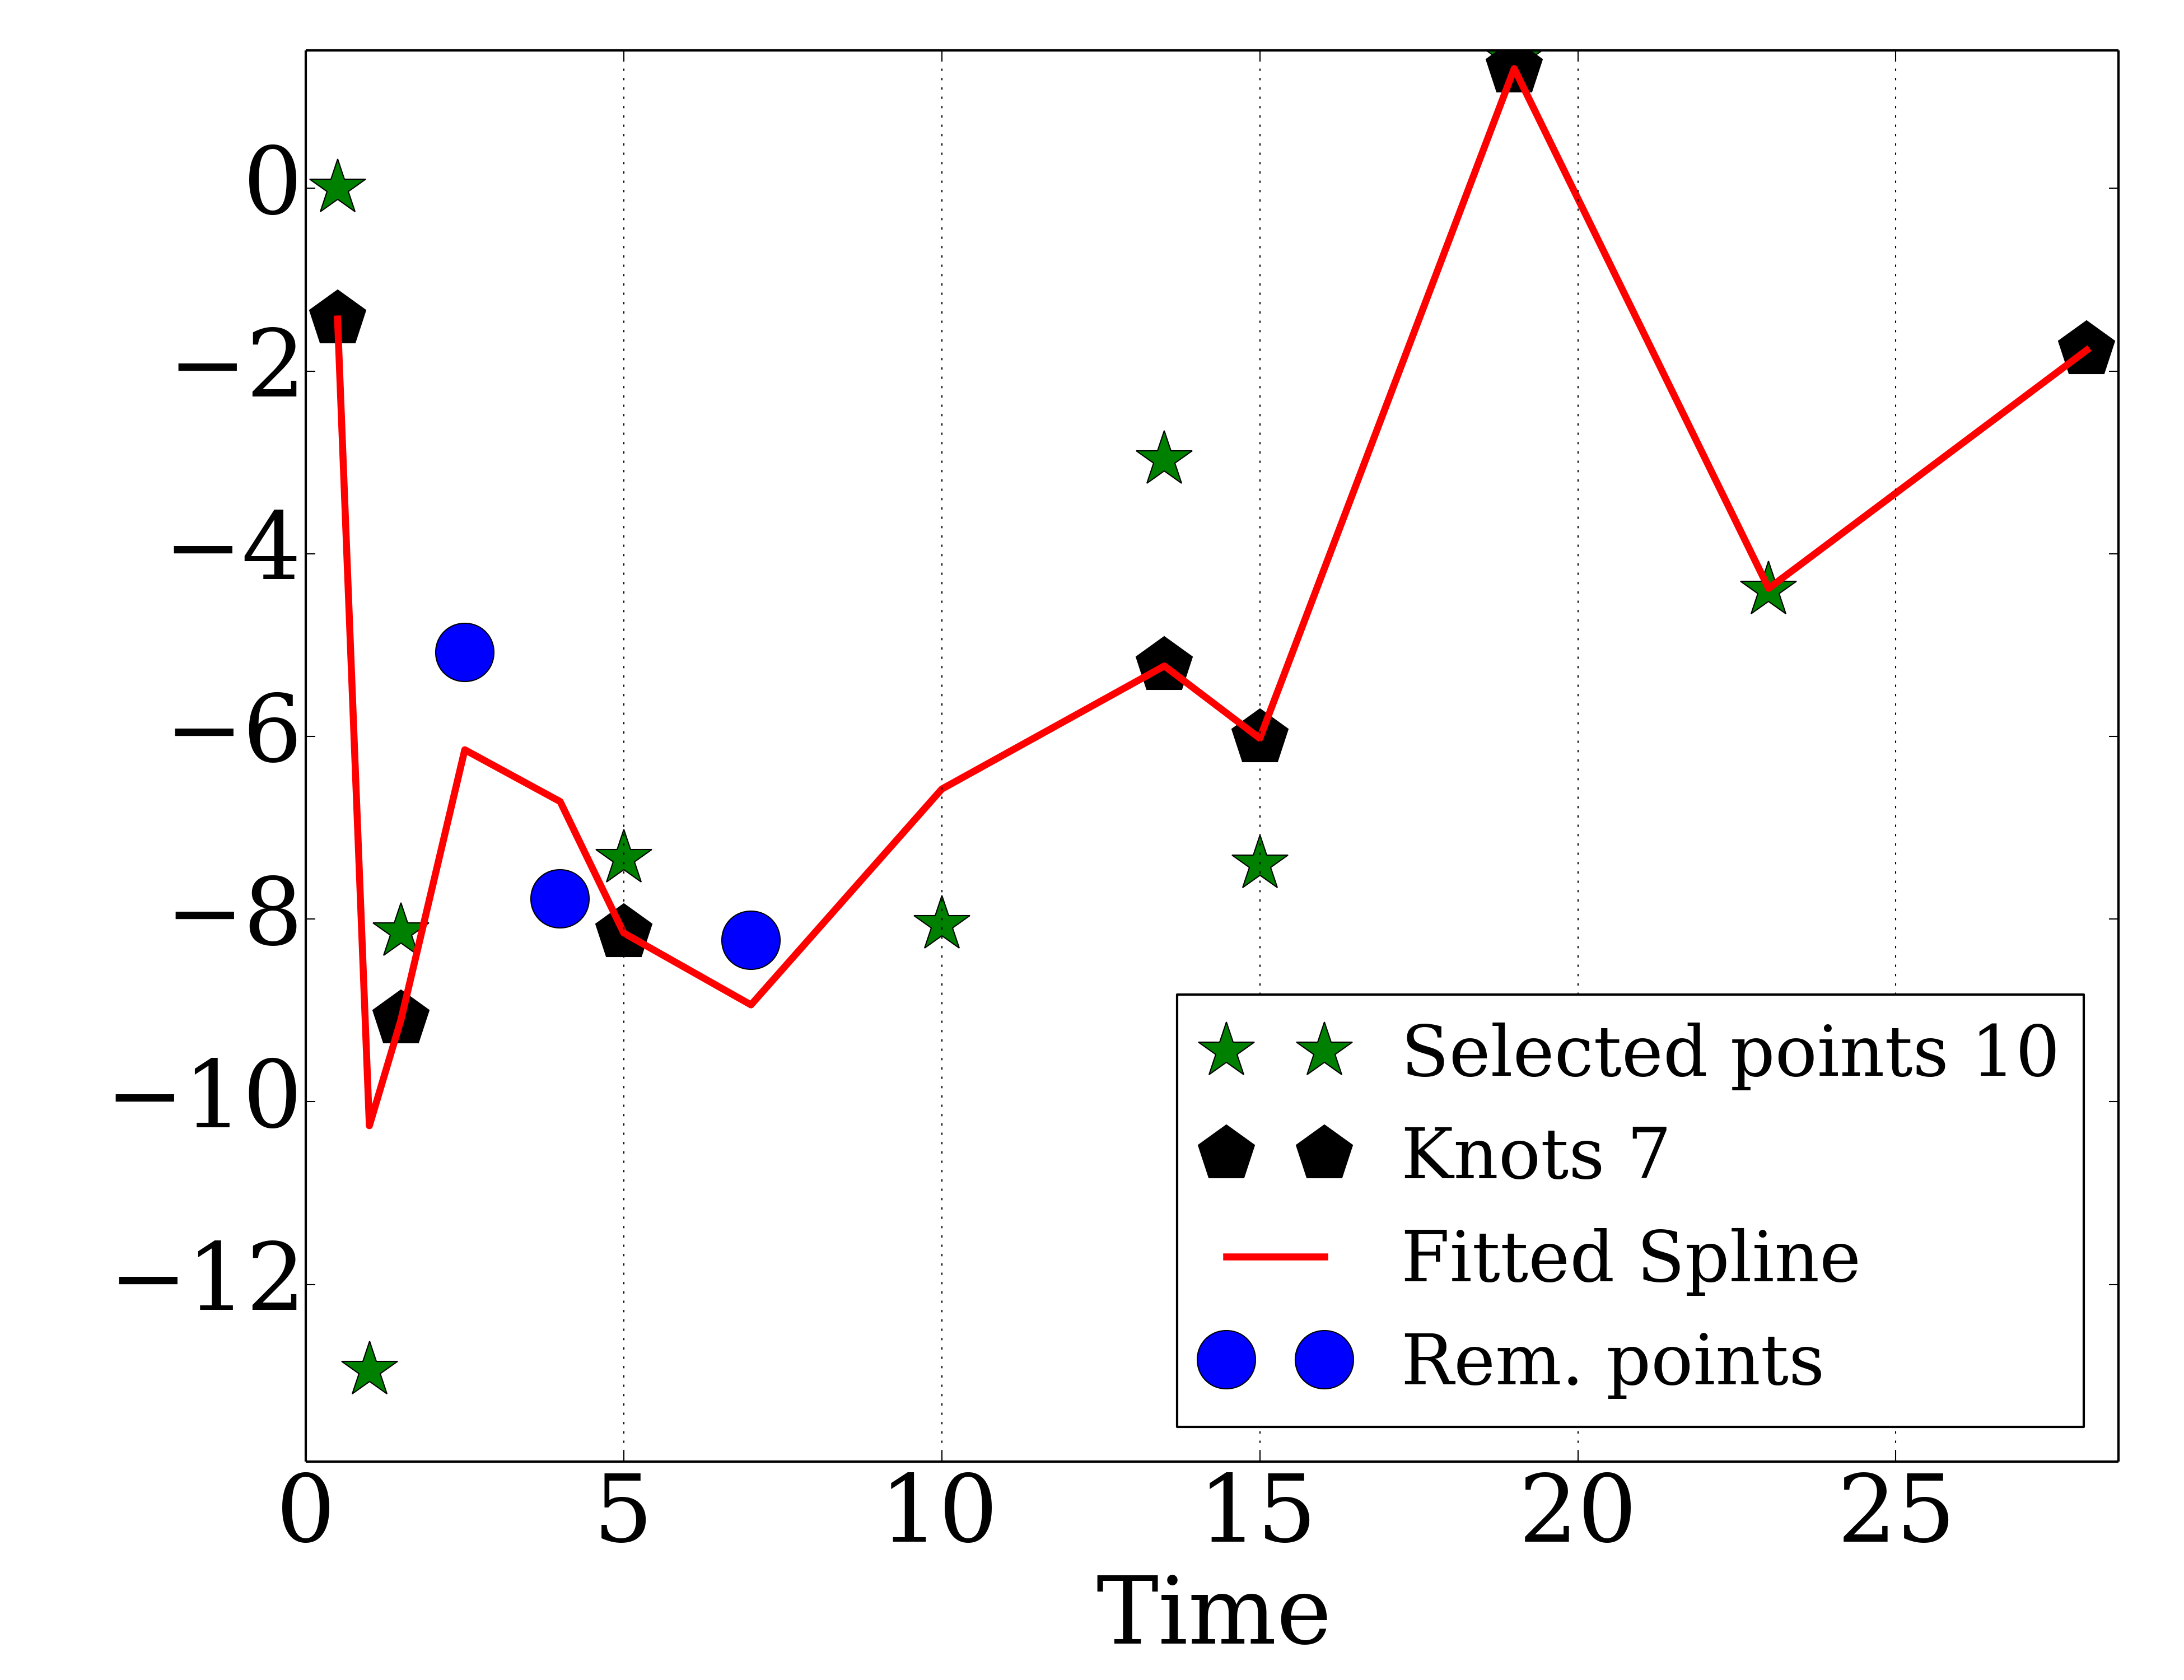 0
−2
−4
−6
−8
−10
−12
0 5 10 15 20 25
Time
Selected points 10
Knots 7
Fitted Spline
Rem. points